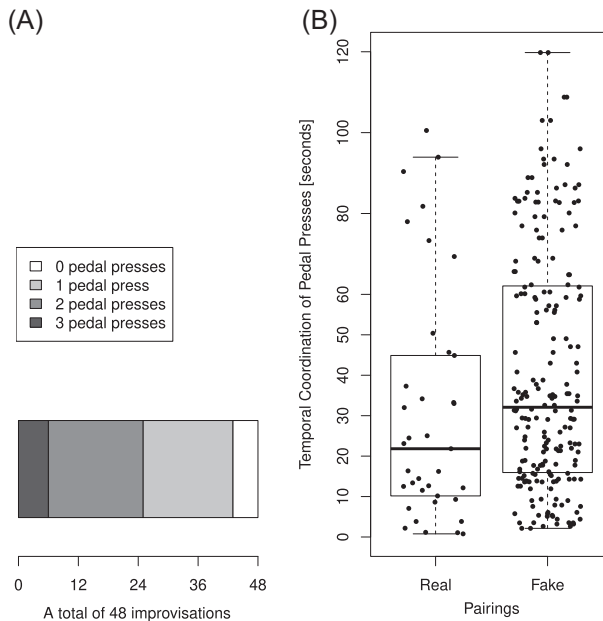 (A)
0 pedal presses
1 pedal press
2 pedal presses
3 pedal presses
0 12 24 36 48
A total of 48 improvisations
(B)
Temporal Coordination of Pedal Presses [seconds]
120
100
80
60
50
40
30
20
10
0
Real Fake
Pairings